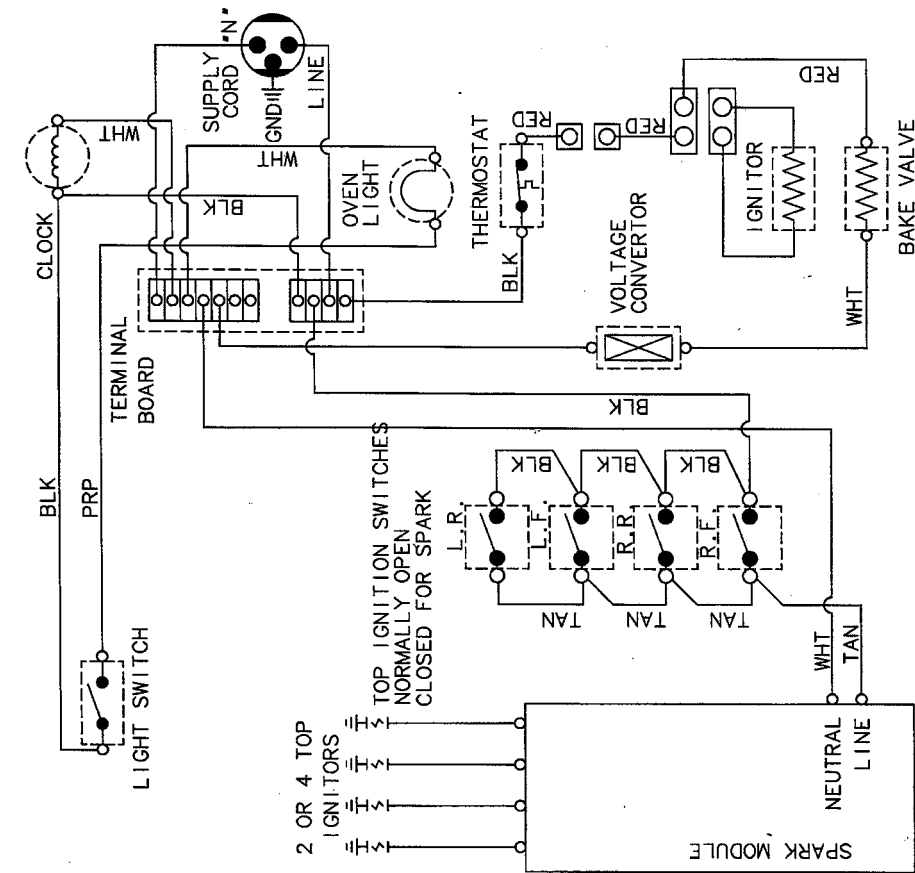 "N"
SUPPLY
CORD
GND
LINE
WHT
WHT
CLOCK
BLK
OVEN
LIGHT
THERMOSTAT
RED
RED
RED
IGNITOR
BAKE VALVE
BLK
VOLTAGE
CONVERTOR
WHT
TERMINAL
BOARD
BLK
BLK
PRP
LIGHT SWITCH
TOP IGNITION SWITCHES
NORMALLY OPEN
CLOSED FOR SPARK
BLK
BLK
BLK
L.R.
L.F.
R.R
R.F.
TAN
TAN
TAN
WHT
TAN
2 OR 4 TOP
IGNITORS
NEUTRAL
LINE
SPARK MODULE